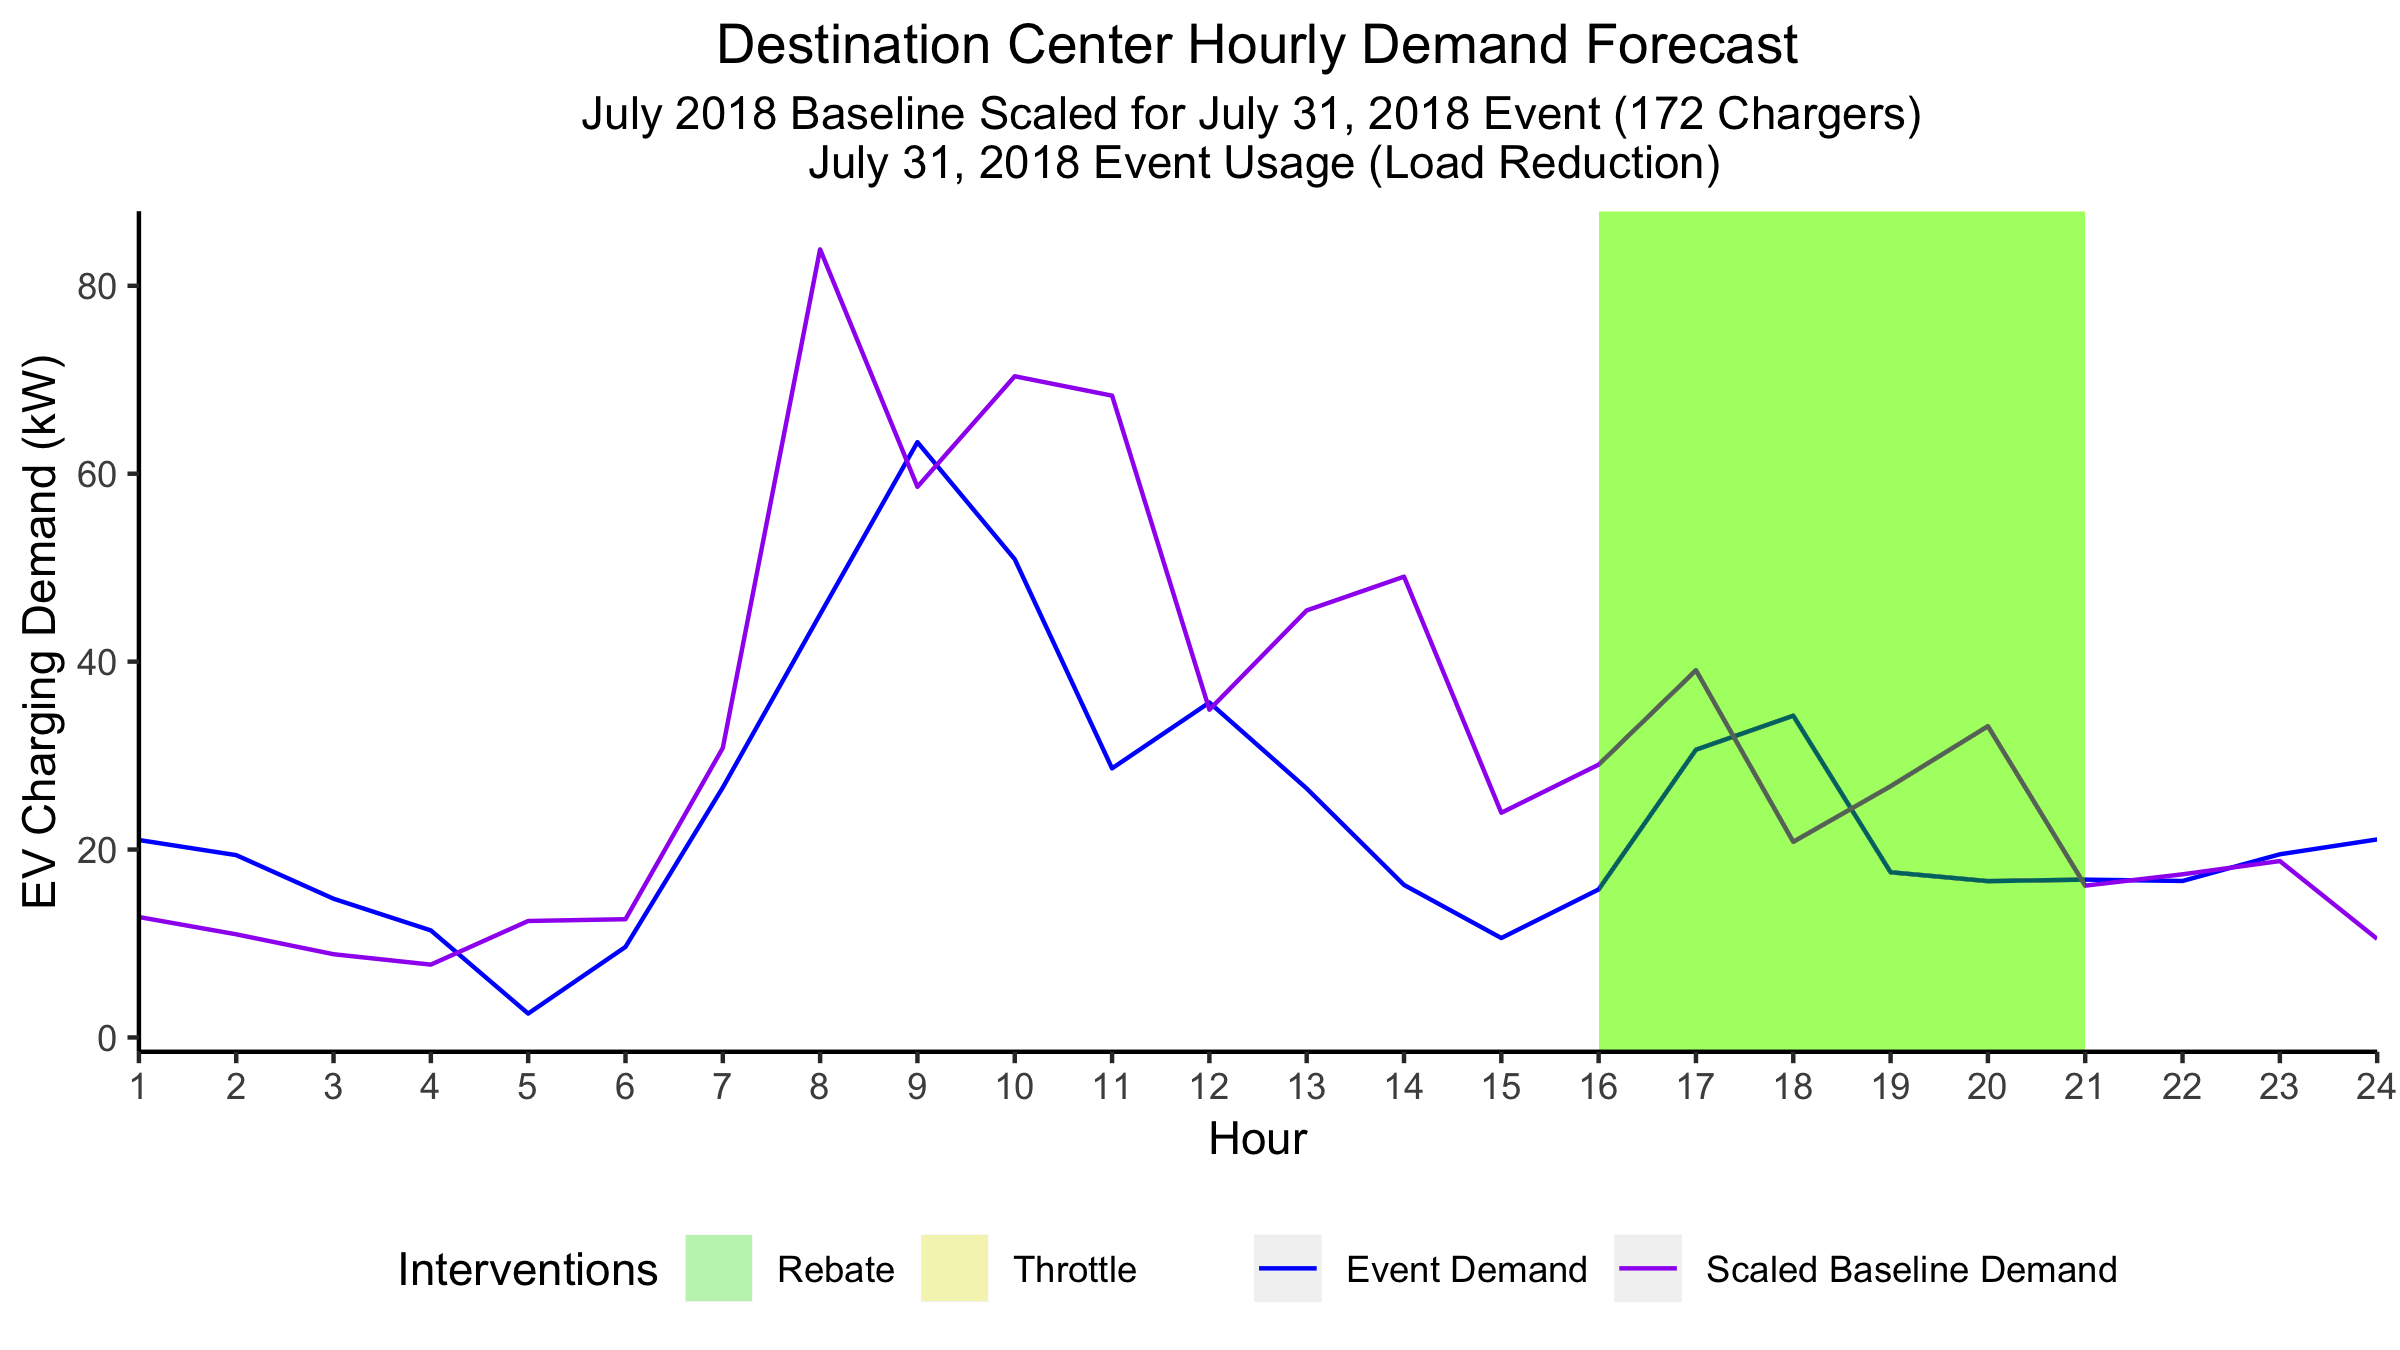 Destination Center Hourly Demand Forecast
July 2018 Baseline Scaled for July 31, 2018 Event (172 Chargers)
July 31, 2018 Event Usage (Load Reduction)
EV Charging Demand (kW)
80
60
40
20
0
1 2 3 4 5 6 7 8 9 10 11 12 13 14 15 16 17 18 19 20 21 22 23 24
Hour
Interventions Rebate Throttle Event Demand Scaled Baseline Demand